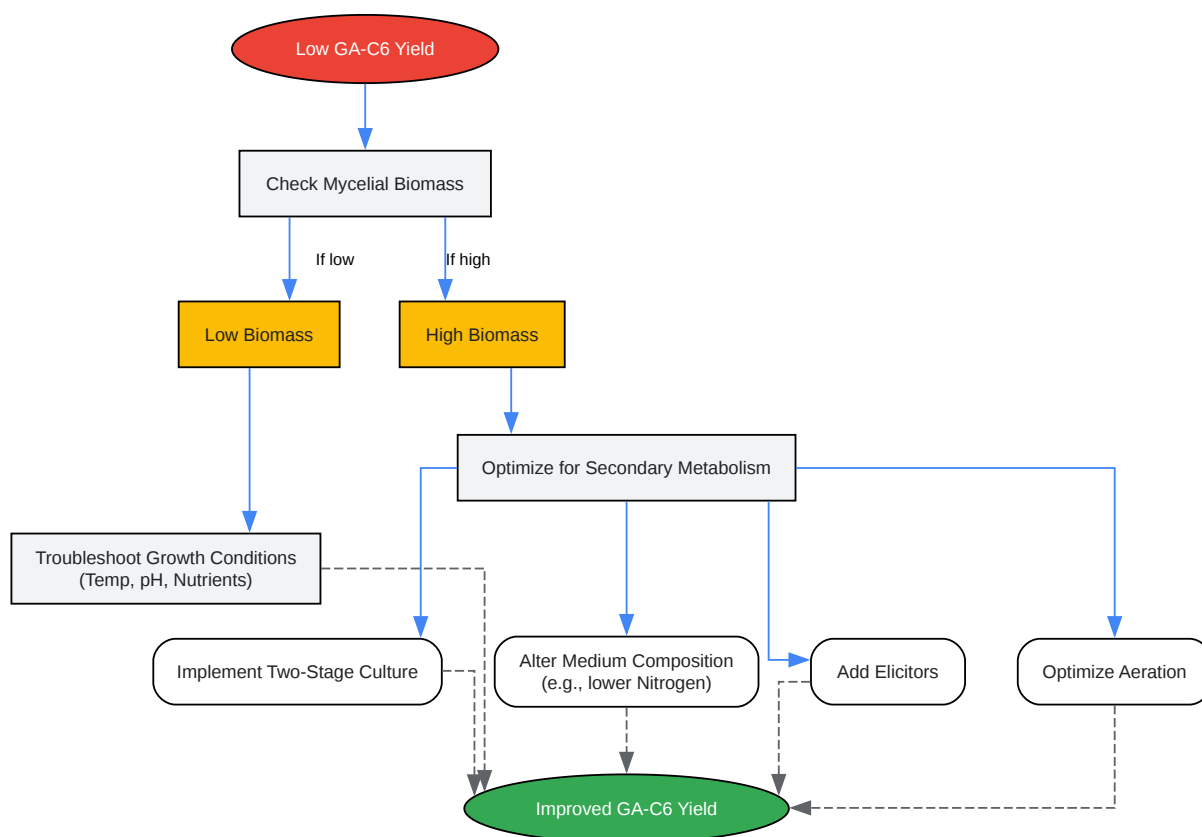 Low GA-C6 Yield
Check Mycelial Biomass
If low
If high
Low Biomass
High Biomass
Optimize for Secondary Metabolism
Troubleshoot Growth Conditions
(Temp, pH, Nutrients)
Implement Two-Stage Culture
Alter Medium Composition
(e.g., lower Nitrogen)
Add Elicitors
Optimize Aeration
Improved GA-C6 Yield